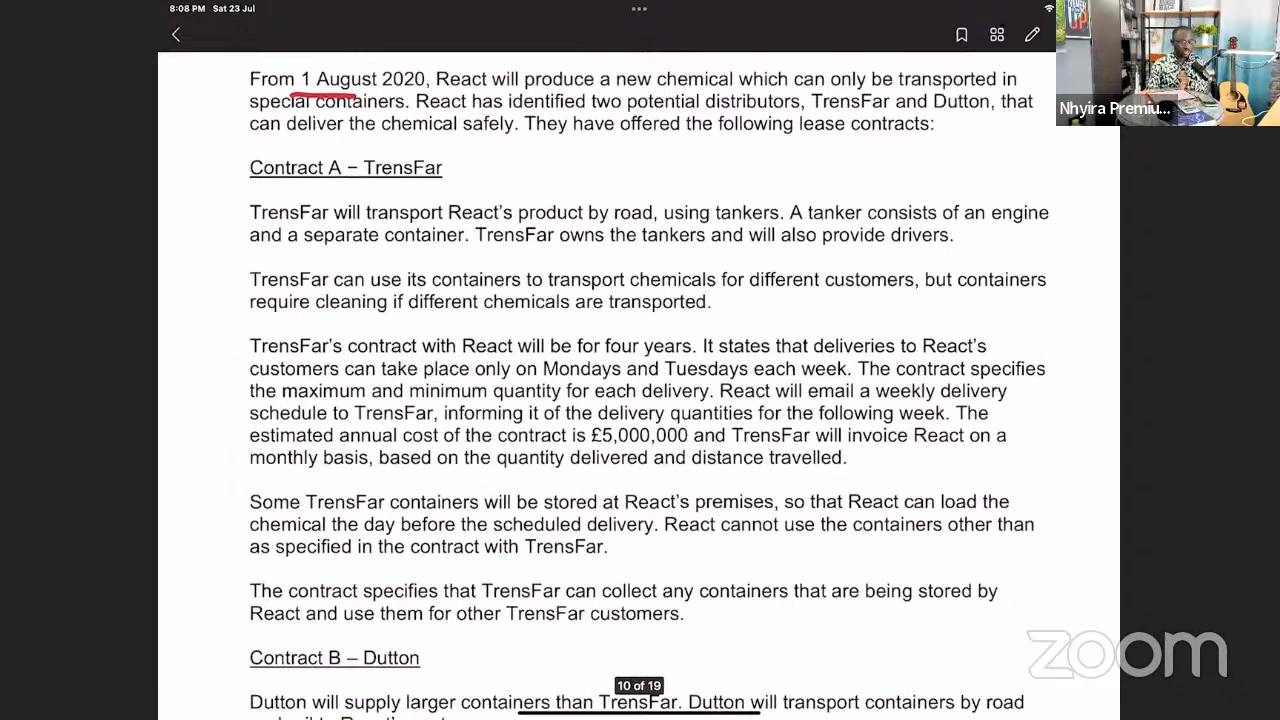 8:08 PM Sat 23 Jul
From 1 August 2020, React will produce a new chemical which can only be transported in
special containers. React has identified two potential distributors, TrensFar and Dutton, that
can deliver the chemical safely. They have offered the following lease contracts:
Contract A – TrensFar
TrensFar will transport React's product by road, using tankers. A tanker consists of an engine
and a separate container. TrensFar owns the tankers and will also provide drivers.
TrensFar can use its containers to transport chemicals for different customers, but containers
require cleaning if different chemicals are transported.
TrensFar's contract with React will be for four years. It states that deliveries to React's
customers can take place only on Mondays and Tuesdays each week. The contract specifies
the maximum and minimum quantity for each delivery. React will email a weekly delivery
schedule to TrensFar, informing it of the delivery quantities for the following week. The
estimated annual cost of the contract is £5,000,000 and TrensFar will invoice React on a
monthly basis, based on the quantity delivered and distance travelled.
Some TrensFar containers will be stored at React's premises, so that React can load the
chemical the day before the scheduled delivery. React cannot use the containers other than
as specified in the contract with TrensFar.
The contract specifies that TrensFar can collect any containers that are being stored by
React and use them for other TrensFar customers.
Contract B – Dutton
Dutton will supply larger containers than TrensFar. Dutton will transport containers by road
10 of 19
Nhyira Premiu...
zoom